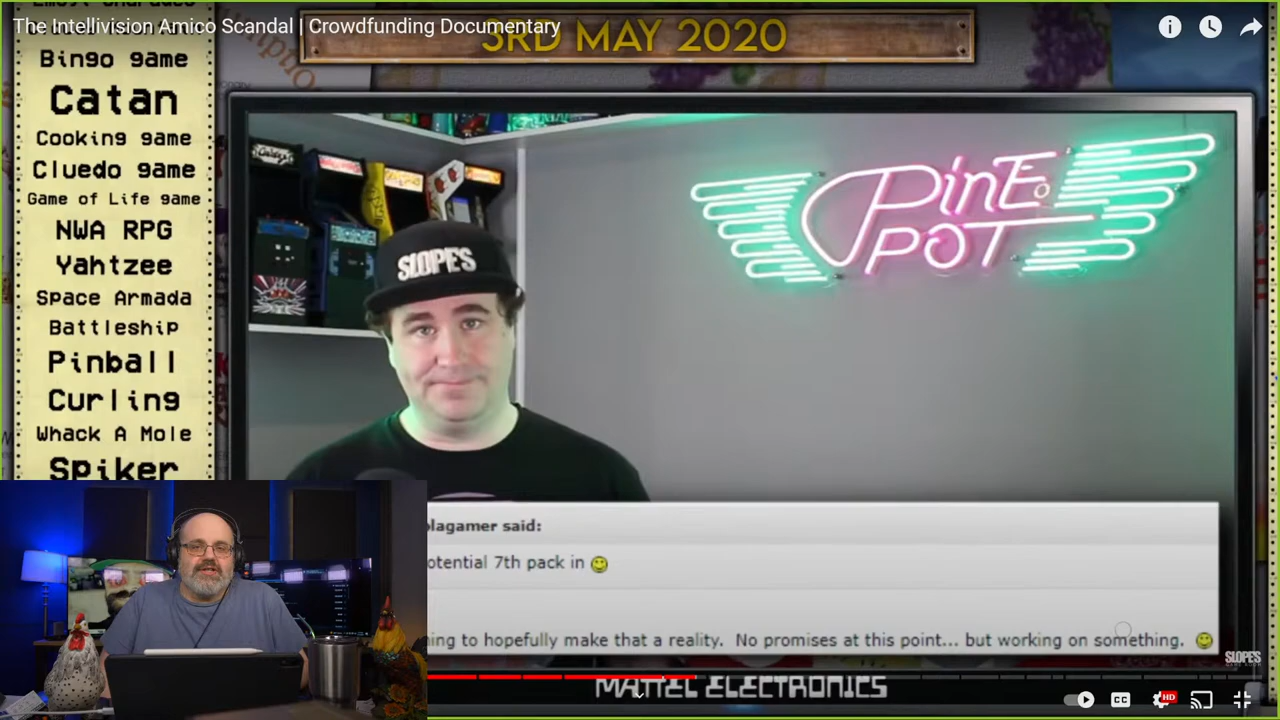 The Intellivision Amico Scandal | Crowdfunding Documentary
3RD MAY 2020
Bingo game
Catan
Cooking game
Cluedo game
Game of Life game
NWA RPG
Yahtzee
Space Armada
Battleship
Pinball
Curling
Whack A Mole
Spiker
SLOPES
PINE
POT
lagamer said:
otential 7th pack in
ning to hopefully make that a reality. No promises at this point... but working on something.
SLOPES
MATTEL ELECTRONICS
CC
HD